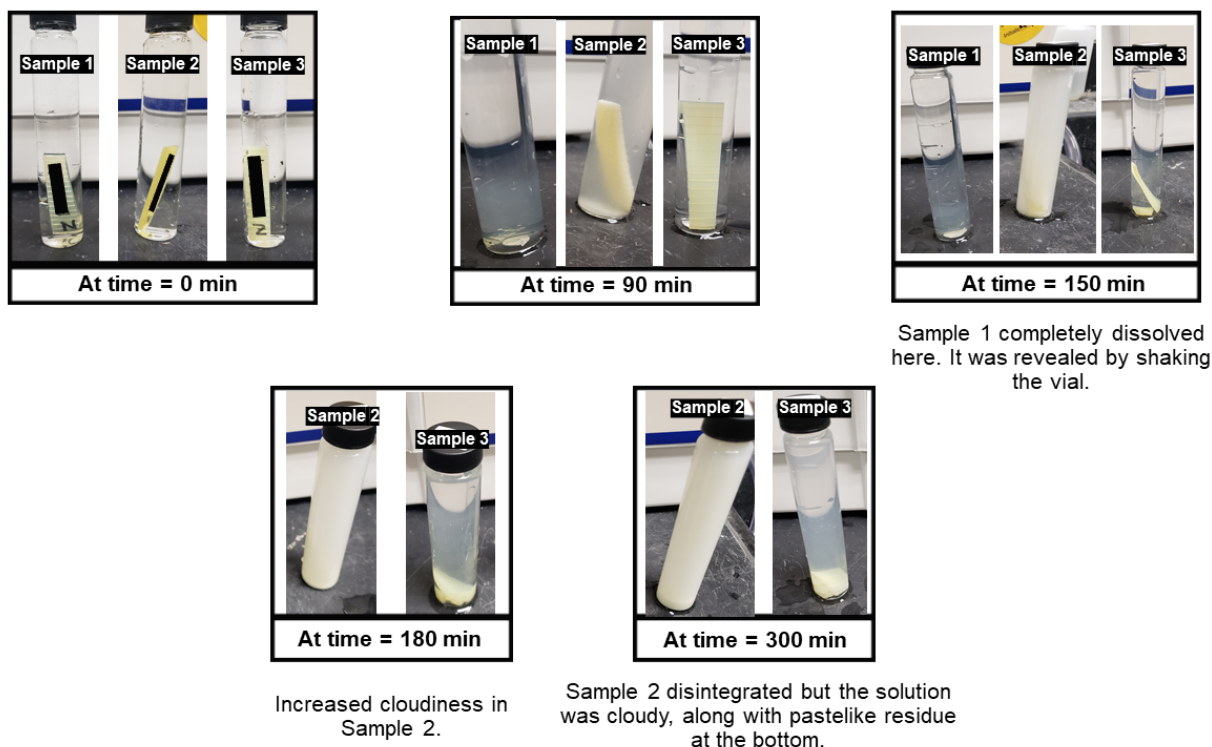 Sample 1
Sample 2
Sample 3
N
N
At time = 0 min
Sample 1
Sample 2
Sample 3
At time = 90 min
Sample 1
Sample 2
Sample 3
At time = 150 min
Sample 1 completely dissolved
here. It was revealed by shaking
the vial.
Sample 2
Sample 3
At time = 180 min
Increased cloudiness in
Sample 2.
Sample 2
Sample 3
At time = 300 min
Sample 2 disintegrated but the solution
was cloudy, along with pastelike residue
at the bottom.